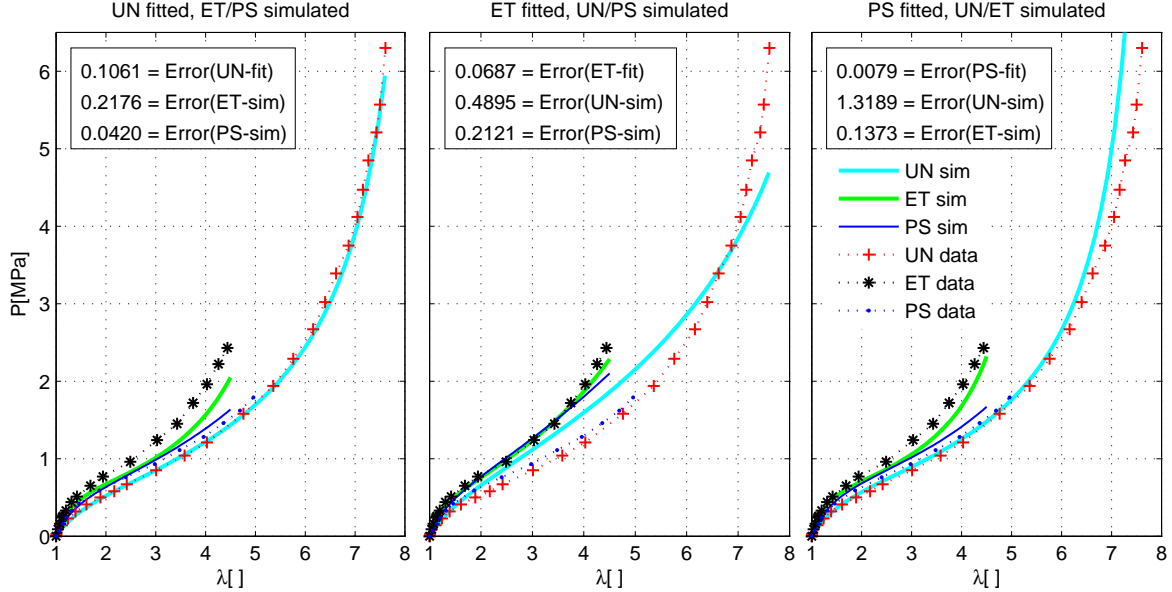 UN fitted, ET/PS simulated
ET fitted, UN/PS simulated
PS fitted, UN/ET simulated
0.1061 = Error(UN-fit)
0.2176 = Error(ET-sim)
0.0420 = Error(PS-sim)
0.0687 = Error(ET-fit)
0.4895 = Error(UN-sim)
0.2121 = Error(PS-sim)
0.0079 = Error(PS-fit)
1.3189 = Error(UN-sim)
0.1373 = Error(ET-sim)
UN sim
ET sim
PS sim
UN data
ET data
PS data
P[MPa]
6
5
4
3
2
1
0
1 2 3 4 5 6 7 8
1 2 3 4 5 6 7 8
1 2 3 4 5 6 7 8
λ[ ]
λ[ ]
λ[ ]